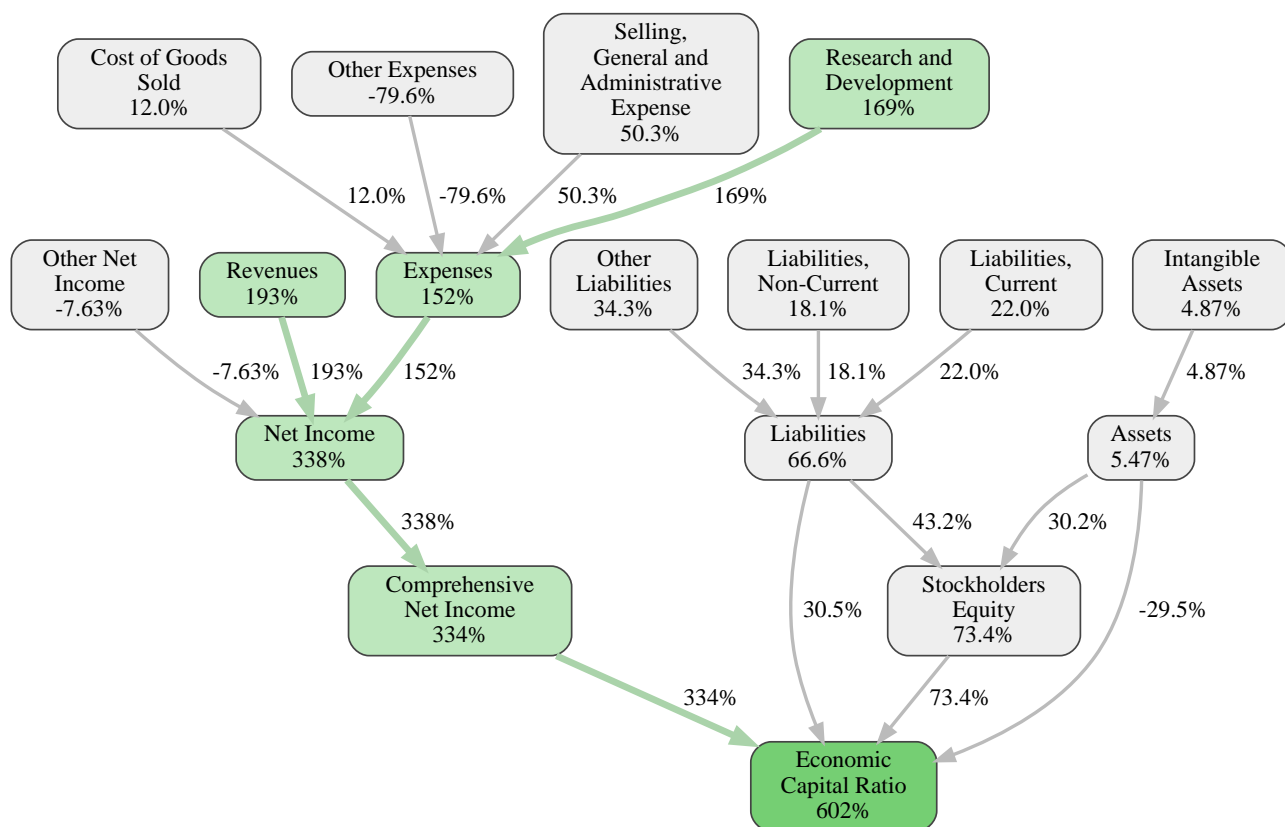 Cost of Goods
Sold
12.0%
Other Expenses
-79.6%
Selling,
General and
Administrative
Expense
50.3%
Research and
Development
169%
12.0%
-79.6%
50.3%
169%
Other Net
Income
-7.63%
Revenues
193%
Expenses
152%
Other
Liabilities
34.3%
Liabilities,
Non-Current
18.1%
Liabilities,
Current
22.0%
Intangible
Assets
4.87%
-7.63%
193%
152%
34.3%
18.1%
22.0%
4.87%
Net Income
338%
Liabilities
66.6%
Assets
5.47%
338%
43.2%
30.2%
Comprehensive
Net Income
334%
30.5%
Stockholders
Equity
73.4%
-29.5%
334%
73.4%
Economic
Capital Ratio
602%